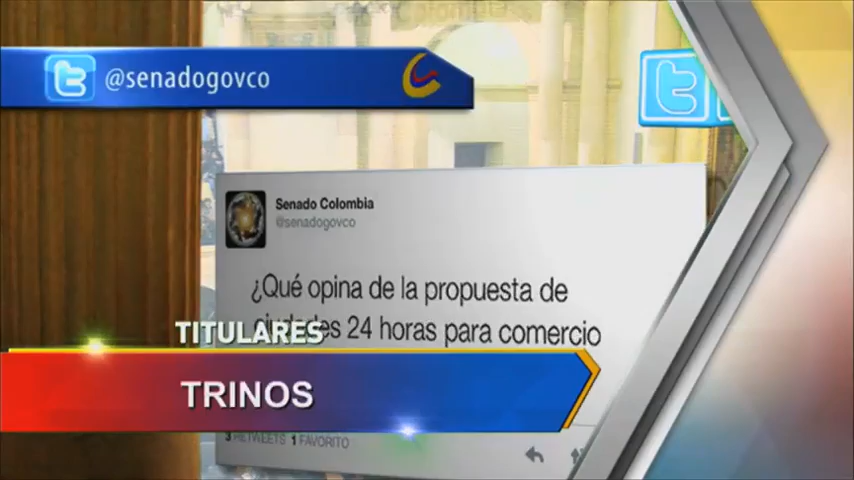 @senadogovco
Senado Colombia
@senadogovco
¿Qué opina de la propuesta de
ciudades 24 horas para comercio
TITULARES
TRINOS
3 RETWEETS 1 FAVORITO